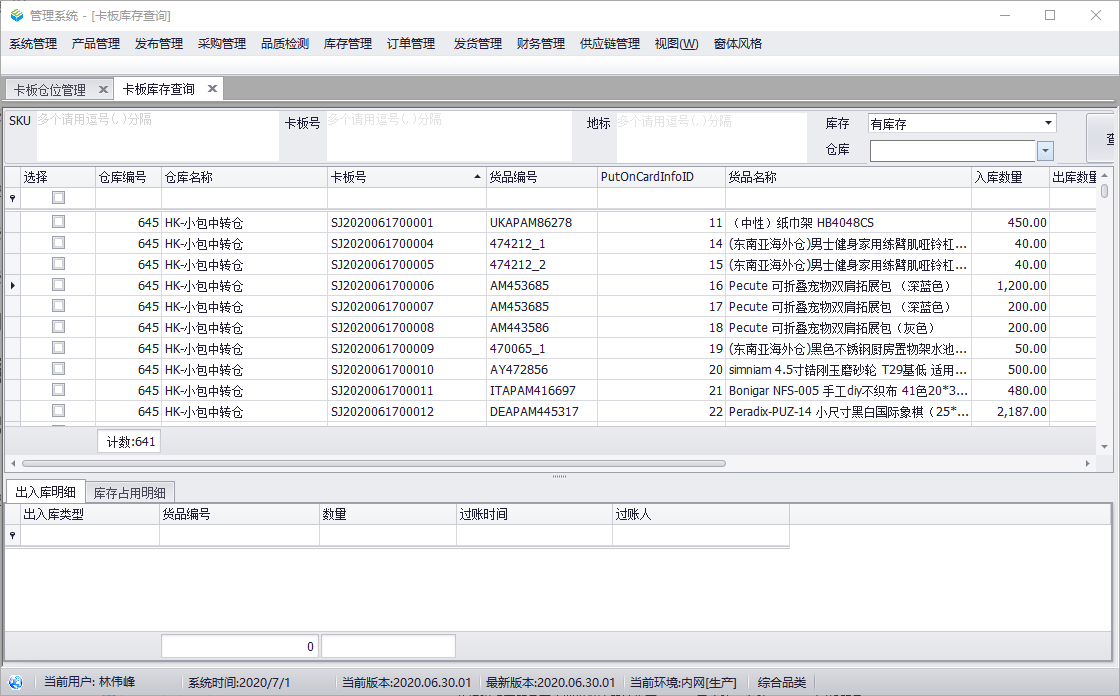 管理系统 - [卡板库存查询]
系统管理 产品管理 发布管理 采购管理 品质检测 库存管理 订单管理 发货管理 财务管理 供应链管理 视图(W) 窗体风格
卡板仓位管理 卡板库存查询
SKU 多个请用逗号(,)分隔 卡板号 多个请用逗号(,)分隔 地标 多个请用逗号(,)分隔 库存 有库存
仓库
选择 仓库编号 仓库名称 卡板号 货品编号 PutOnCardInfoID 货品名称 入库数量 出库数量
645 HK-小包中转仓 SJ2020061700001 UKAPAM86278 11 （中性）纸巾架 HB4048CS 450.00
645 HK-小包中转仓 SJ2020061700004 474212_1 14 (东南亚海外仓)男士健身家用练臂肌哑铃杠... 40.00
645 HK-小包中转仓 SJ2020061700005 474212_2 15 (东南亚海外仓)男士健身家用练臂肌哑铃杠... 40.00
645 HK-小包中转仓 SJ2020061700006 AM453685 16 Pecute 可折叠宠物双肩拓展包 （深蓝色） 1,200.00
645 HK-小包中转仓 SJ2020061700007 AM453685 17 Pecute 可折叠宠物双肩拓展包 （深蓝色） 200.00
645 HK-小包中转仓 SJ2020061700008 AM443586 18 Pecute 可折叠宠物双肩拓展包（灰色） 200.00
645 HK-小包中转仓 SJ2020061700009 470065_1 19 (东南亚海外仓)黑色不锈钢厨房置物架水池... 50.00
645 HK-小包中转仓 SJ2020061700010 AY472856 20 simniam 4.5寸锆刚玉磨砂轮 T29基低 适用... 500.00
645 HK-小包中转仓 SJ2020061700011 ITAPAM416697 21 Bonigar NFS-005 手工diy不织布 41色20*3... 480.00
645 HK-小包中转仓 SJ2020061700012 DEAPAM445317 22 Peradix-PUZ-14 小尺寸黑白国际象棋（25*... 2,187.00
计数:641
出入库明细 库存占用明细
出入库类型 货品编号 数量 过账时间 过账人
0
当前用户: 林伟峰 系统时间:2020/7/1 当前版本:2020.06.30.01 最新版本:2020.06.30.01 当前环境:内网[生产] 综合品类